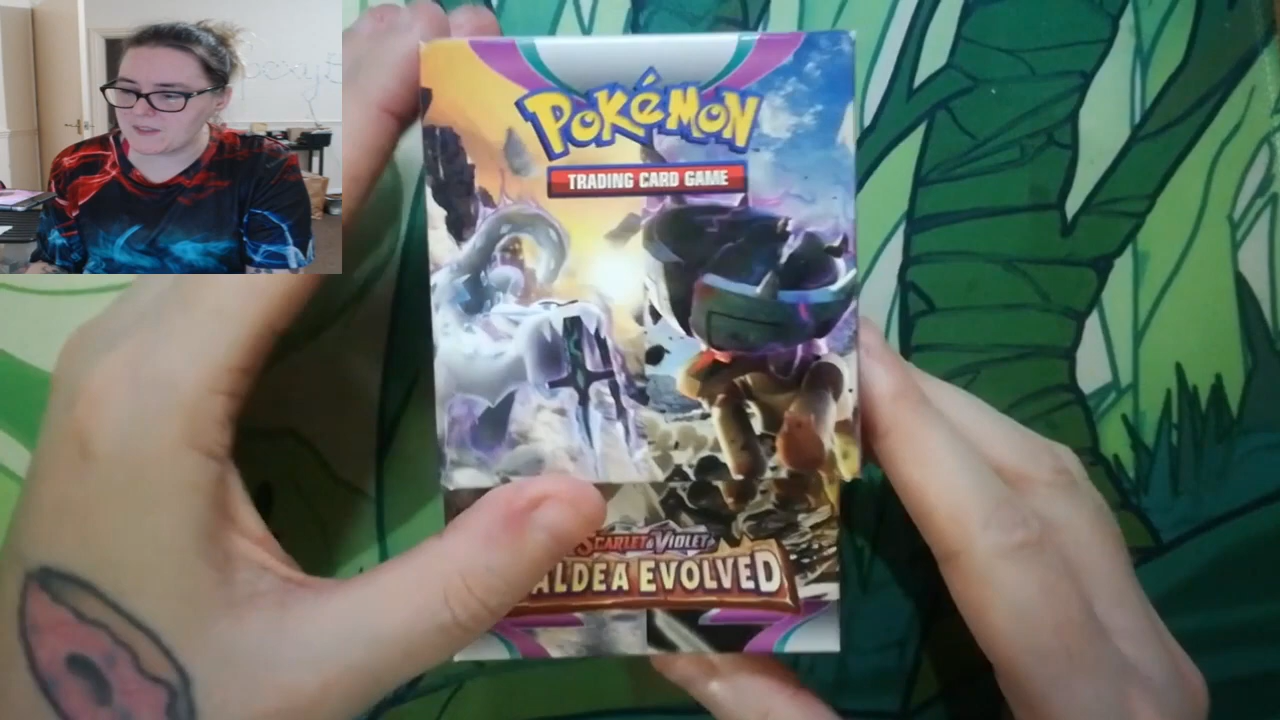 POKéMON
TRADING CARD GAME
SCARLET & VIOLET
ALDEA EVOLVED